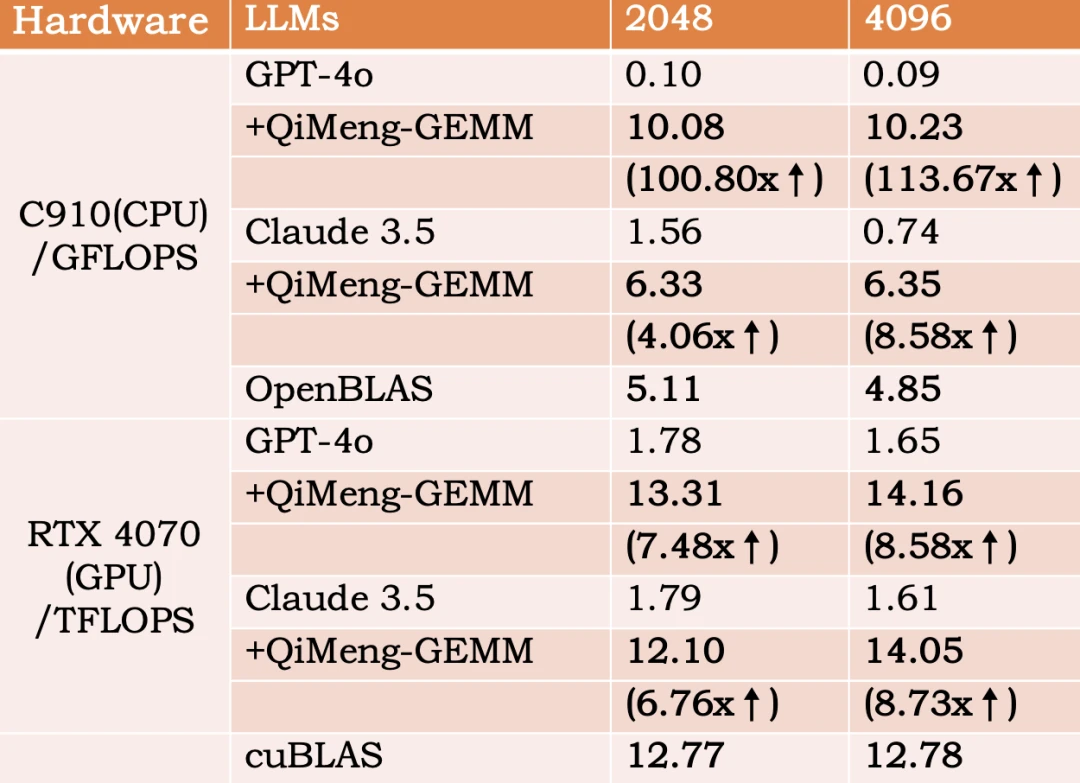 Hardware LLMs 2048 4096
GPT-4o 0.10 0.09
+QiMeng-GEMM 10.08 10.23
(100.80x↑) (113.67x↑)
C910(CPU)
/GFLOPS
Claude 3.5 1.56 0.74
+QiMeng-GEMM 6.33 6.35
(4.06x↑) (8.58x↑)
OpenBLAS 5.11 4.85
GPT-4o 1.78 1.65
+QiMeng-GEMM 13.31 14.16
(7.48x↑) (8.58x↑)
RTX 4070
(GPU)
/TFLOPS
Claude 3.5 1.79 1.61
+QiMeng-GEMM 12.10 14.05
(6.76x↑) (8.73x↑)
cuBLAS 12.77 12.78